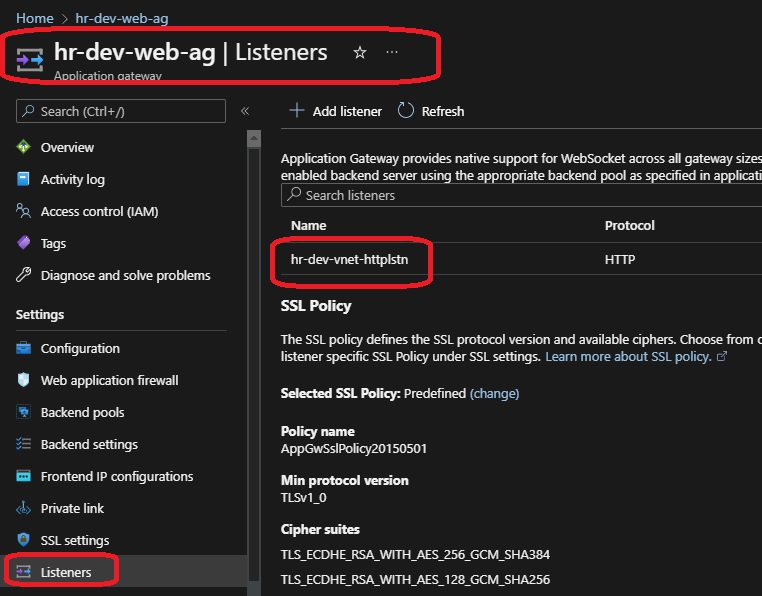 Home > hr-dev-web-ag
hr-dev-web-ag | Listeners ☆ ...
Application gateway
Search (Ctrl+/) «
Overview
Activity log
Access control (IAM)
Tags
Diagnose and solve problems
Settings
Configuration
Web application firewall
Backend pools
Backend settings
Frontend IP configurations
Private link
SSL settings
Listeners
+ Add listener Refresh
Application Gateway provides native support for WebSocket across all gateway sizes
enabled backend server using the appropriate backend pool as specified in applicati
Search listeners
Name Protocol
hr-dev-vnet-httplstn HTTP
SSL Policy
The SSL policy defines the SSL protocol version and available ciphers. Choose from
listener specific SSL Policy under SSL settings. Learn more about SSL policy.
Selected SSL Policy: Predefined (change)
Policy name
AppGwSslPolicy20150501
Min protocol version
TLSv1_0
Cipher suites
TLS_ECDHE_RSA_WITH_AES_256_GCM_SHA384
TLS_ECDHE_RSA_WITH_AES_128_GCM_SHA256